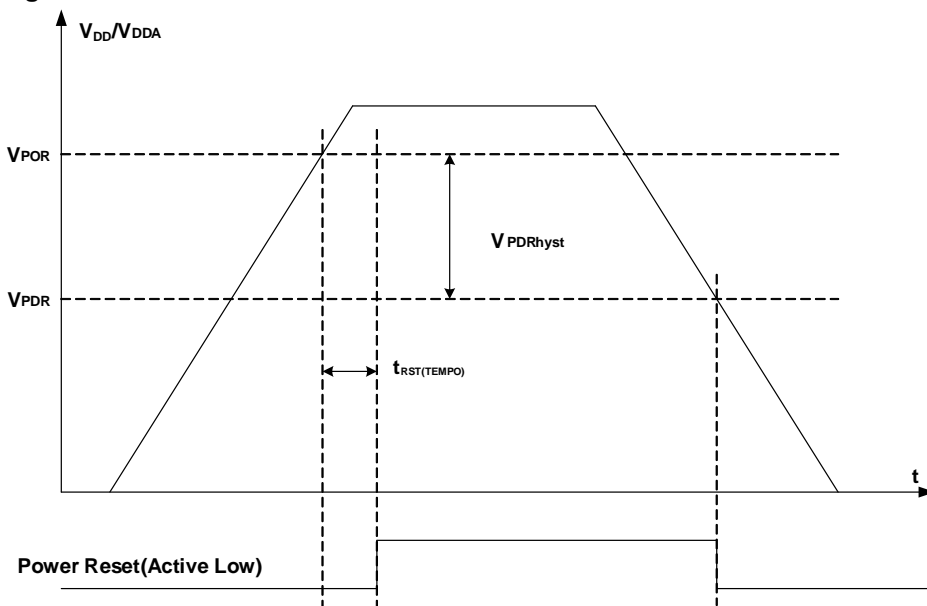 VDD/VDDA
VPOR
VPDRhyst
VPDR
tRST(TEMPO)
t
Power Reset(Active Low)